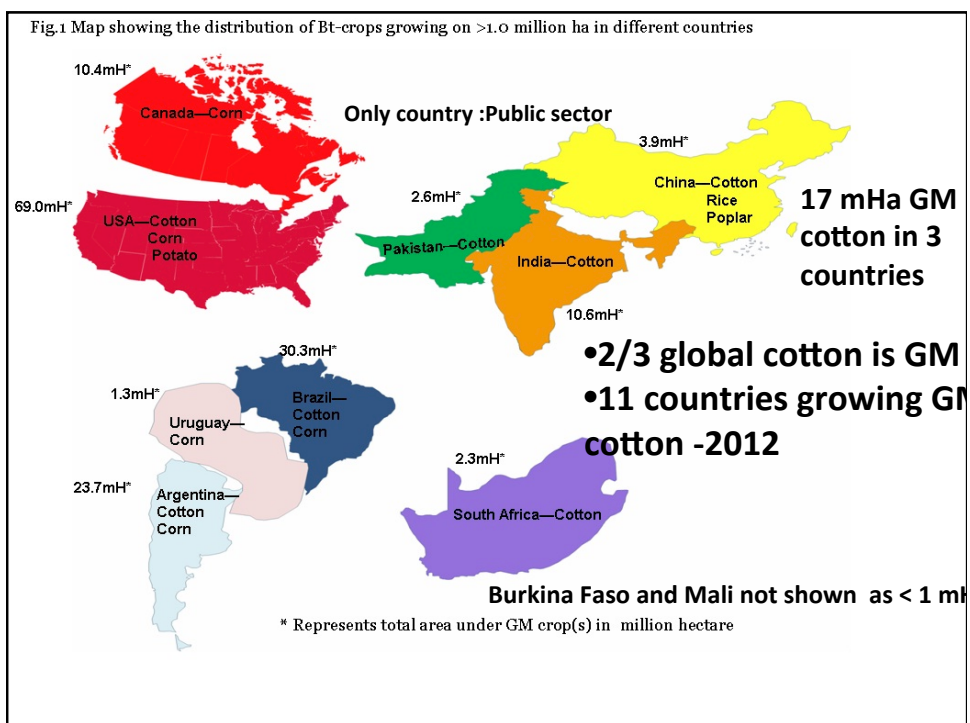 Fig.1 Map showing the distribution of Bt-crops growing on >1.0 million ha in different countries
10.4mH*
Canada—Corn
Only country :Public sector
3.9mH*
China—Cotton
Rice
Poplar
69.0mH*
USA—Cotton
Corn
Potato
2.6mH*
Pakistan—Cotton
India—Cotton
10.6mH*
17 mHa GM
cotton in 3
countries
•2/3 global cotton is GM
•11 countries growing GM
cotton -2012
30.3mH*
Brazil—
Cotton
Corn
1.3mH*
Uruguay—
Corn
23.7mH*
Argentina—
Cotton
Corn
2.3mH*
South Africa—Cotton
Burkina Faso and Mali not shown as < 1 mH
* Represents total area under GM crop(s) in million hectare